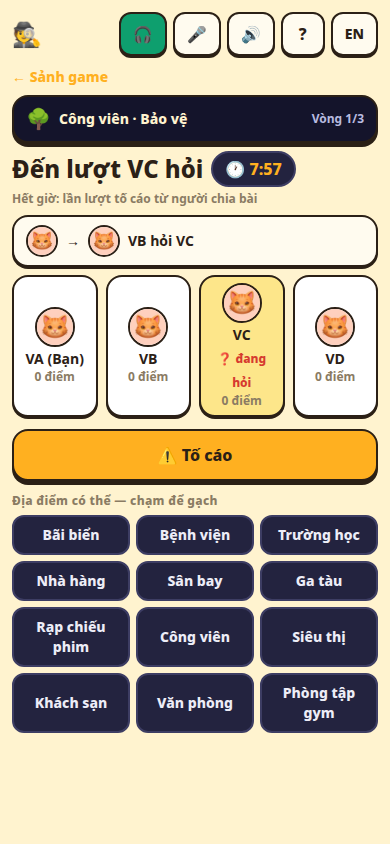 ? EN
← Sảnh game
Công viên · Bảo vệ Vòng 1/3
Đến lượt VC hỏi 7:57
Hết giờ: lần lượt tố cáo từ người chia bài
→ VB hỏi VC
VA (Bạn)
0 điểm
VB
0 điểm
VC
❓ đang
hỏi
0 điểm
VD
0 điểm
⚠️ Tố cáo
Địa điểm có thể — chạm để gạch
Bãi biển Bệnh viện Trường học
Nhà hàng Sân bay Ga tàu
Rạp chiếu
phim
Công viên Siêu thị
Khách sạn Văn phòng
Phòng tập
gym